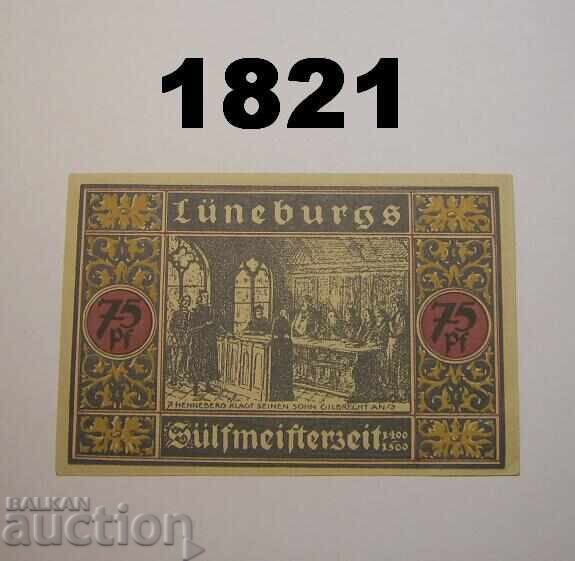 1821
Lüneburgs
75
Pf
75
Pf
HENNEBERG KLAGT SEINEN SOHN GILBRECHT AN
Sülfmeisterzeit 1400
1500
BALKAN
auction